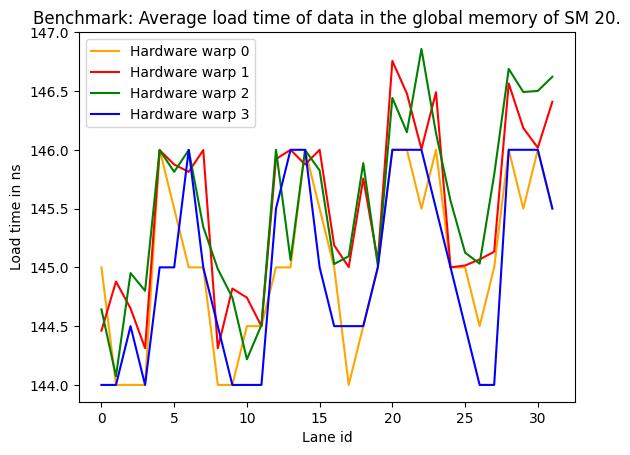 Benchmark: Average load time of data in the global memory of SM 20.
147.0
146.5
146.0
145.5
145.0
144.5
144.0
Load time in ns
Hardware warp 0
Hardware warp 1
Hardware warp 2
Hardware warp 3
0 5 10 15 20 25 30
Lane id